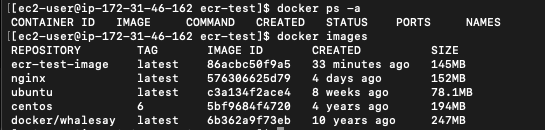 [[ec2-user@ip-172-31-46-162 ecr-test]$ docker ps -a
CONTAINER ID   IMAGE     COMMAND   CREATED   STATUS    PORTS     NAMES
[[ec2-user@ip-172-31-46-162 ecr-test]$ docker images
REPOSITORY        TAG       IMAGE ID       CREATED          SIZE
ecr-test-image    latest    86acbc50f9a5   33 minutes ago   145MB
nginx             latest    576306625d79   4 days ago       152MB
ubuntu            latest    c3a134f2ace4   8 weeks ago      78.1MB
centos            6         5bf9684f4720   4 years ago      194MB
docker/whalesay   latest    6b362a9f73eb   10 years ago     247MB